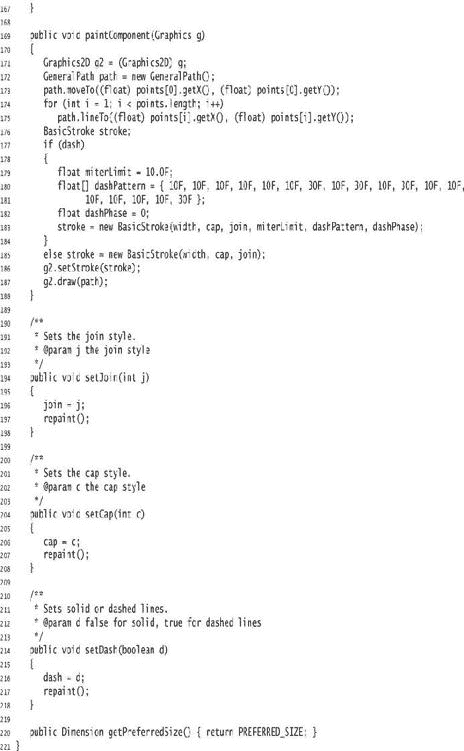 167 }
168
169 public void paintComponent(Graphics g)
170 {
171 Graphics2D g2 = (Graphics2D) g;
172 GeneralPath path = new GeneralPath();
173 path.moveTo((float) points[0].getX(), (float) points[0].getY());
174 for (int i = 1; i < points.length; i++)
175 path.lineTo((float) points[i].getX(), (float) points[i].getY());
176 BasicStroke stroke;
177 if (dash)
178 {
179 float miterLimit = 10.0F;
180 float[] dashPattern = { 10F, 10F, 10F, 10F, 10F, 10F, 30F, 10F, 30F, 10F, 30F, 10F, 10F,
181 10F, 10F, 10F, 10F, 30F };
182 float dashPhase = 0;
183 stroke = new BasicStroke(width, cap, join, miterLimit, dashPattern, dashPhase);
184 }
185 else stroke = new BasicStroke(width, cap, join);
186 g2.setStroke(stroke);
187 g2.draw(path);
188 }
189
190 /**
191 * Sets the join style.
192 * @param j the join style
193 */
194 public void setJoin(int j)
195 {
196 join = j;
197 repaint();
198 }
199
200 /**
201 * Sets the cap style.
202 * @param c the cap style
203 */
204 public void setCap(int c)
205 {
206 cap = c;
207 repaint();
208 }
209
210 /**
211 * Sets solid or dashed lines.
212 * @param d false for solid, true for dashed lines
213 */
214 public void setDash(boolean d)
215 {
216 dash = d;
217 repaint();
218 }
219
220 public Dimension getPreferredSize() { return PREFERRED_SIZE; }
221 }